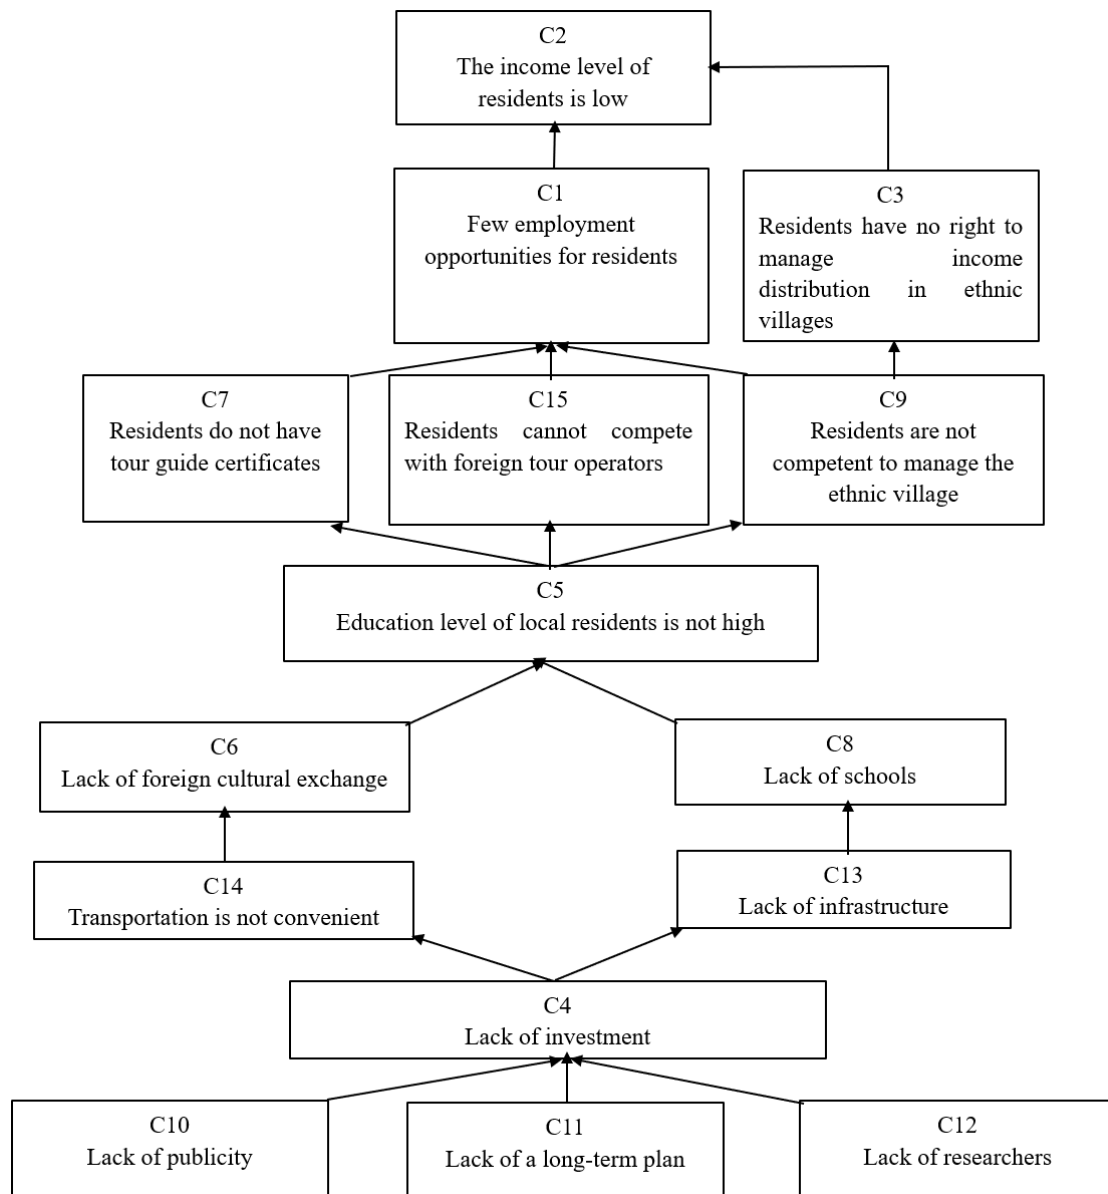 C2
The income level of
residents is low
C1
Few employment
opportunities for residents
C3
Residents have no right to
manage income
distribution in ethnic
villages
C7
Residents do not have
tour guide certificates
C15
Residents cannot compete
with foreign tour operators
C9
Residents are not
competent to manage the
ethnic village
C5
Education level of local residents is not high
C6
Lack of foreign cultural exchange
C8
Lack of schools
C14
Transportation is not convenient
C13
Lack of infrastructure
C4
Lack of investment
C10
Lack of publicity
C11
Lack of a long-term plan
C12
Lack of researchers